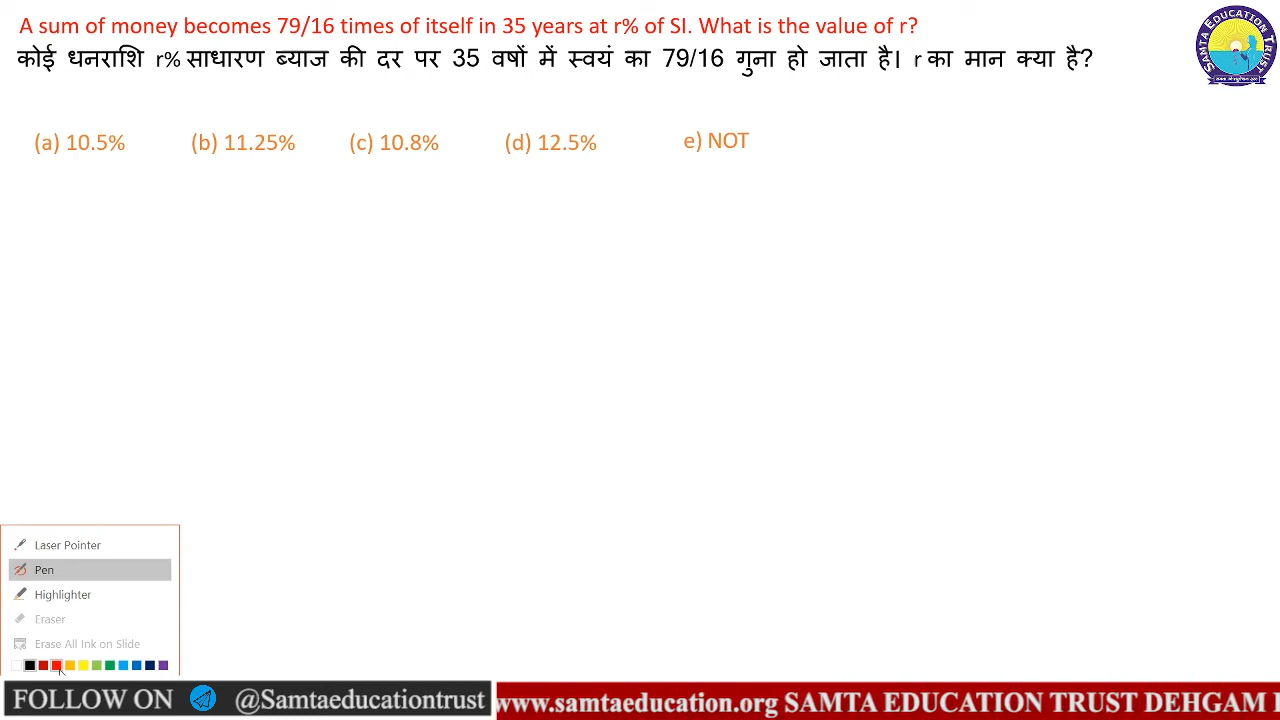 A sum of money becomes 79/16 times of itself in 35 years at r% of SI. What is the value of r?
कोई धनराशि r% साधारण ब्याज की दर पर 35 वर्षों में स्वयं का 79/16 गुना हो जाता है। r का मान क्या है?
(a) 10.5% (b) 11.25% (c) 10.8% (d) 12.5% e) NOT
SAMTA EDUCATION TRUST
Laser Pointer
Pen
Highlighter
Eraser
Erase All Ink on Slide
FOLLOW ON @Samtaeducationtrust www.samtaeducation.org SAMTA EDUCATION TRUST DEHGAM